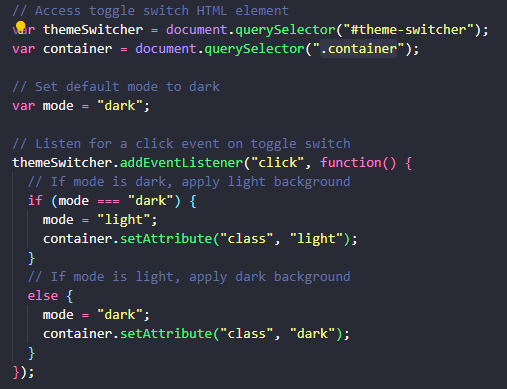 // Access toggle switch HTML element
var themeSwitcher = document.querySelector("#theme-switcher");
var container = document.querySelector(".container");

// Set default mode to dark
var mode = "dark";

// Listen for a click event on toggle switch
themeSwitcher.addEventListener("click", function() {
  // If mode is dark, apply light background
  if (mode === "dark") {
    mode = "light";
    container.setAttribute("class", "light");
  }
  // If mode is light, apply dark background
  else {
    mode = "dark";
    container.setAttribute("class", "dark");
  }
});